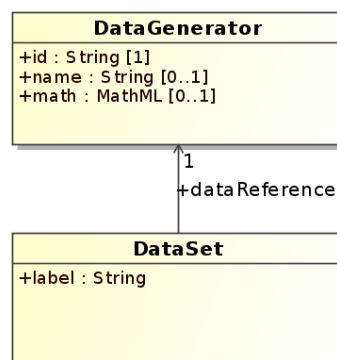 DataGenerator
+id : String [1]
+name : String [0..1]
+math : MathML [0..1]
1
+dataReference
DataSet
+label : String